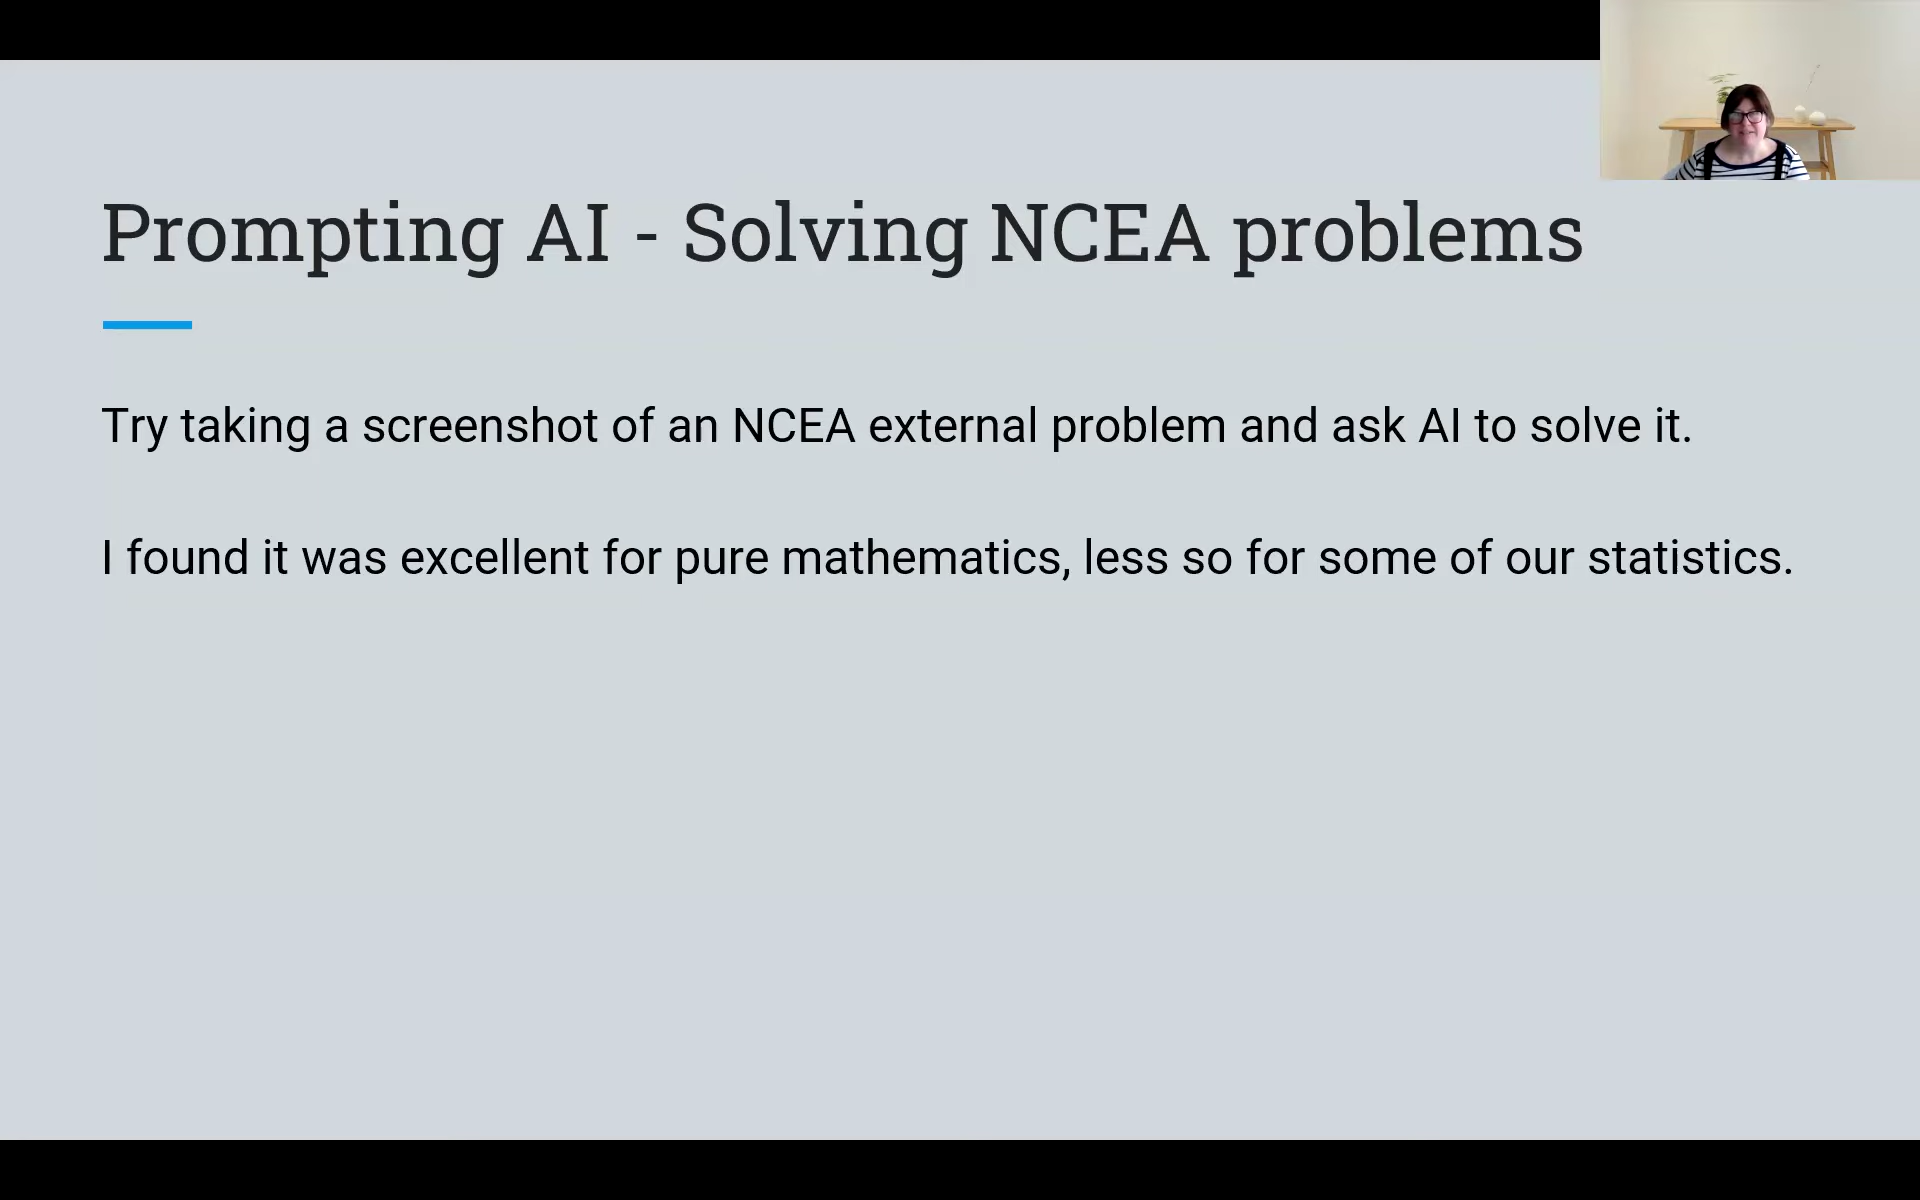 Prompting AI - Solving NCEA problems
Try taking a screenshot of an NCEA external problem and ask AI to solve it.
I found it was excellent for pure mathematics, less so for some of our statistics.